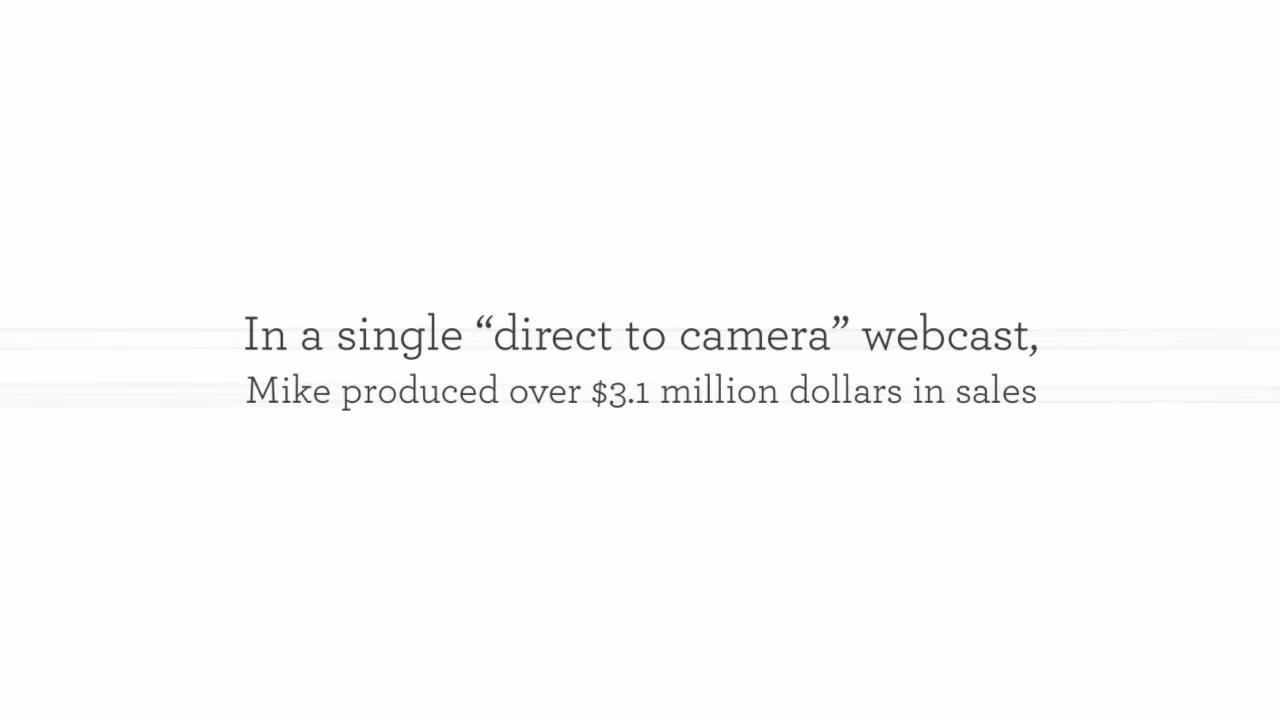 In a single “direct to camera” webcast,
Mike produced over $3.1 million dollars in sales